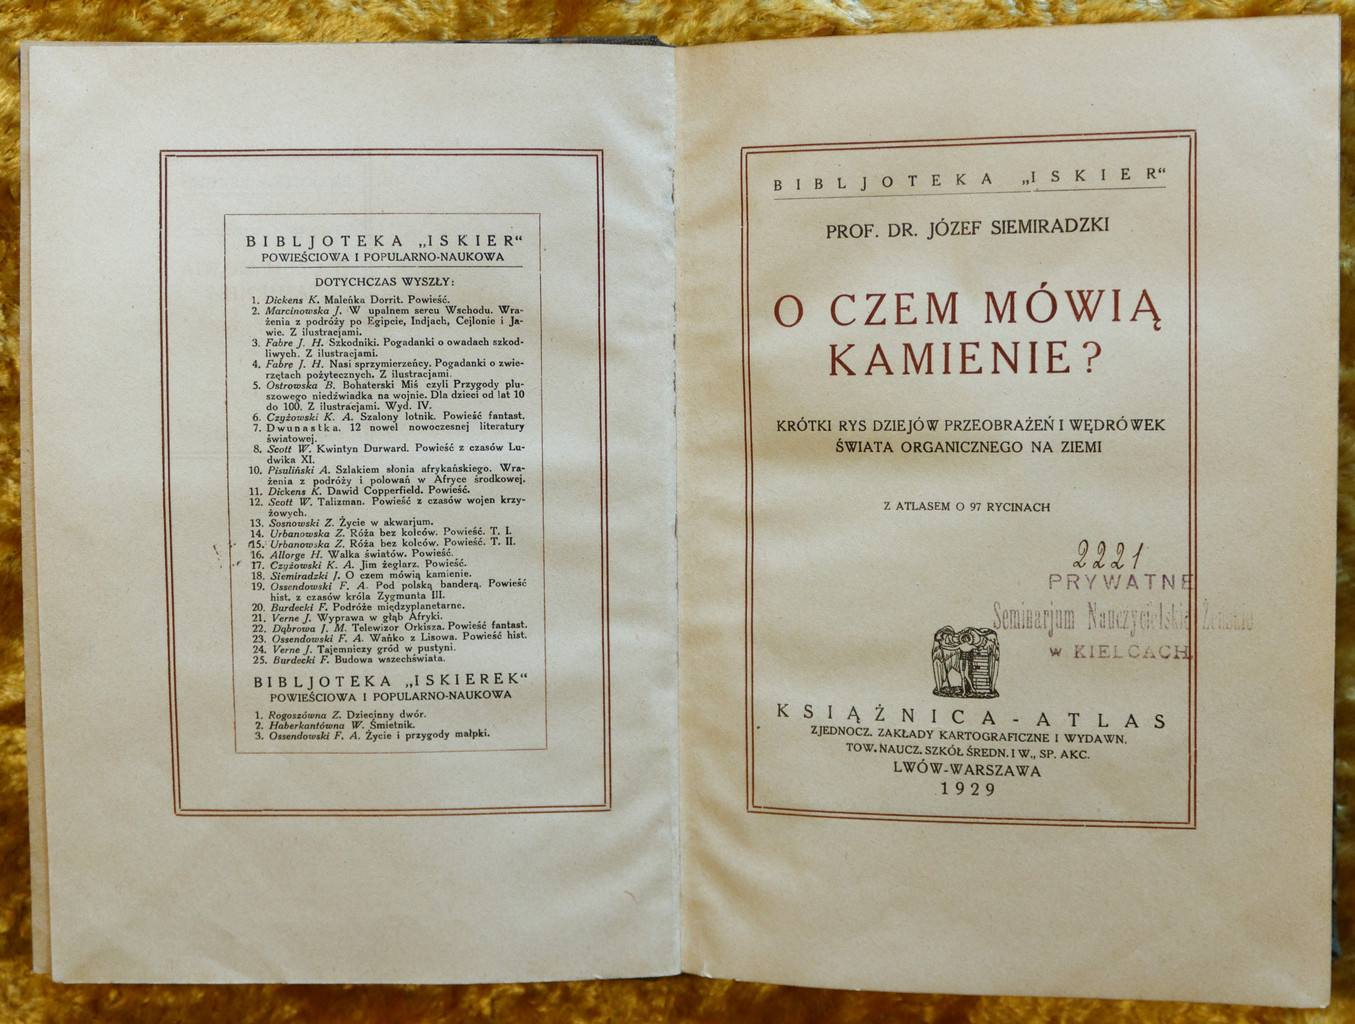 BIBLJOTEKA „ISKIER“
POWIEŚCIOWA I POPULARNO-NAUKOWA
DOTYCHCZAS WYSZŁY:
1. Dickens K. Maleńka Dorrit. Powieść.
2. Marcinowska J. W upalnem sercu Wschodu. Wra-
żenia z podróży po Egipcie, Indjach, Cejlonie i Ja-
wie. Z ilustracjami.
3. Fabre J. H. Szkodniki. Pogadanki o owadach szkod-
liwych. Z ilustracjami.
4. Fabre J. H. Nasi sprzymierzeńcy. Pogadanki o zwie-
rzętach pożytecznych. Z ilustracjami.
5. Ostrowska B. Bohaterski Miś czyli Przygody plu-
szowego niedźwiadka na wojnie. Dla dzieci od lat 10
do 100. Z ilustracjami. Wyd. IV.
6. Czyżowski K. A. Szalony lotnik. Powieść fantast.
7. Dwunastka. 12 nowel nowoczesnej literatury
światowej.
8. Scott W. Kwintyn Durward. Powieść z czasów Lu-
dwika XI.
10. Pisuliński A. Szlakiem słonia afrykańskiego. Wra-
żenia z podróży i polowań w Afryce środkowej.
11. Dickens K. Dawid Copperfield. Powieść.
12. Scott W. Talizman. Powieść z czasów wojen krzy-
żowych.
13. Sosnowski Z. Życie w akwarjum.
14. Urbanowska Z. Róża bez kolców. Powieść. T. I.
15. Urbanowska Z. Róża bez kolców. Powieść. T. II.
16. Allorge H. Walka światów. Powieść.
17. Czyżowski K. A. Jim żeglarz. Powieść.
18. Siemiradzki J. O czem mówią kamienie.
19. Ossendowski F. A. Pod polską banderą. Powieść
hist. z czasów króla Zygmunta III.
20. Burdecki F. Podróże międzyplanetarne.
21. Verne J. Wyprawa w głąb Afryki.
22. Dąbrowa J. M. Telewizor Orkisza. Powieść fantast.
23. Ossendowski F. A. Wańko z Lisowa. Powieść hist.
24. Verne J. Tajemniczy gród w pustyni.
25. Burdecki F. Budowa wszechświata.
BIBLJOTEKA „ISKIEREK“
POWIEŚCIOWA I POPULARNO-NAUKOWA
1. Rogoszówna Z. Dziecinny dwór.
2. Haberkantówna W. Śmietnik.
3. Ossendowski F. A. Życie i przygody małpki.
BIBLJOTEKA „ISKIER“
PROF. DR. JÓZEF SIEMIRADZKI
O CZEM MÓWIĄ
KAMIENIE?
KRÓTKI RYS DZIEJÓW PRZEOBRAŻEŃ I WĘDRÓWEK
ŚWIATA ORGANICZNEGO NA ZIEMI
Z ATLASEM O 97 RYCINACH
2221
PRYWATNE
Seminarjum Nauczycielskie Żeńskie
w KIELCACH
KSIĄŻNICA-ATLAS
ZJEDNOCZ. ZAKŁADY KARTOGRAFICZNE I WYDAWN.
TOW. NAUCZ. SZKÓŁ ŚREDN. I W., SP. AKC.
LWÓW-WARSZAWA
1929